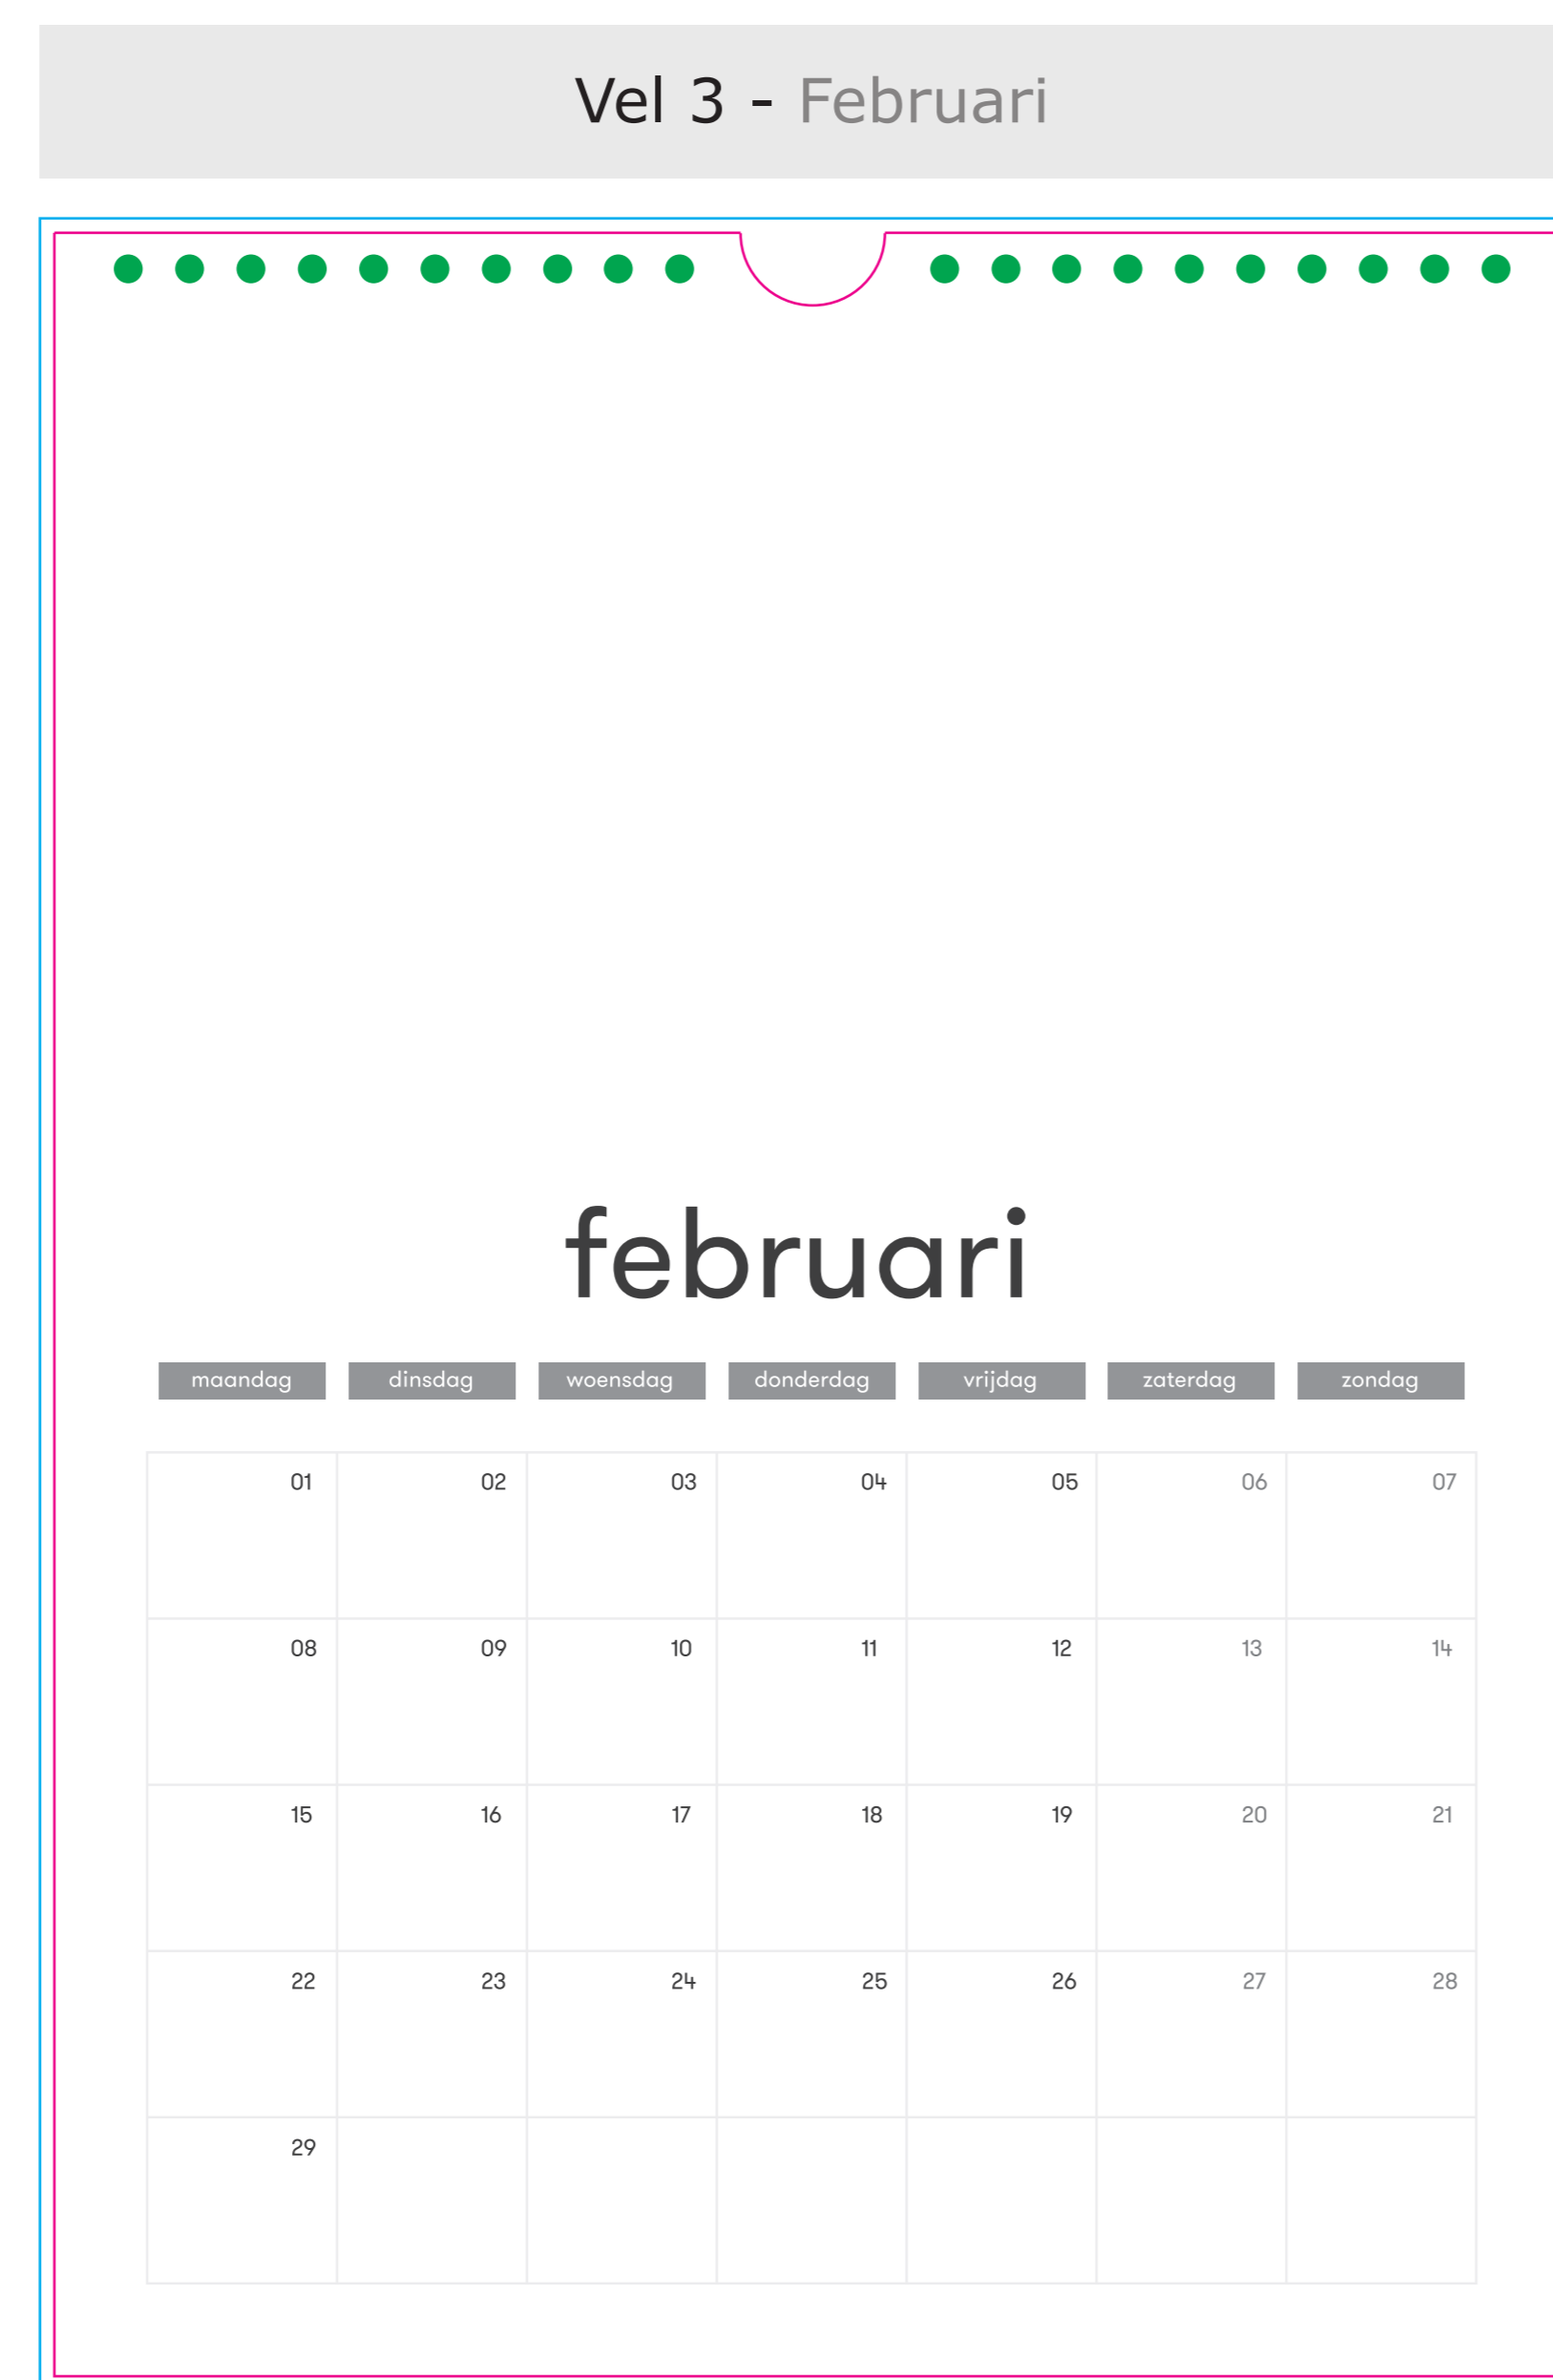 Vel 3 - Februari
februari
maandag dinsdag woensdag donderdag vrijdag zaterdag zondag
01 02 03 04 05 06 07
08 09 10 11 12 13 14
15 16 17 18 19 20 21
22 23 24 25 26 27 28
29